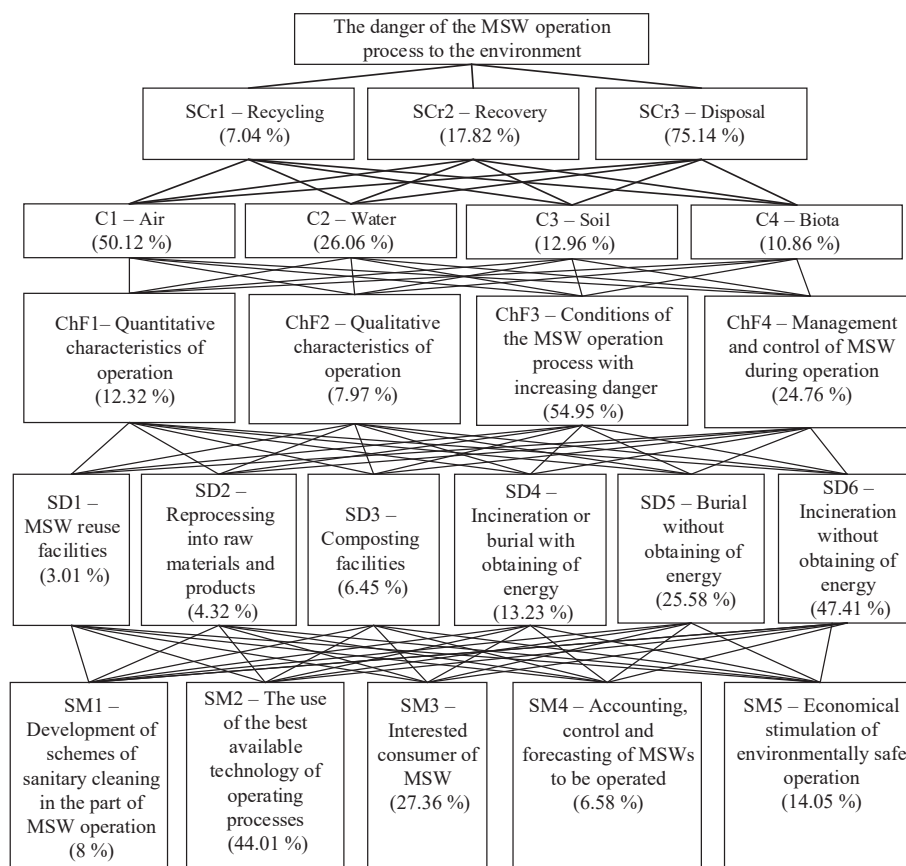 The danger of the MSW operation
process to the environment
SCr1 – Recycling
(7.04 %)
SCr2 – Recovery
(17.82 %)
SCr3 – Disposal
(75.14 %)
C1 – Air
(50.12 %)
C2 – Water
(26.06 %)
C3 – Soil
(12.96 %)
C4 – Biota
(10.86 %)
ChF1– Quantitative
characteristics of
operation
(12.32 %)
ChF2 – Qualitative
characteristics of
operation
(7.97 %)
ChF3 – Conditions of
the MSW operation
process with
increasing danger
(54.95 %)
ChF4 – Management
and control of MSW
during operation
(24.76 %)
SD1 –
MSW reuse
facilities
(3.01 %)
SD2 –
Reprocessing
into raw
materials and
products
(4.32 %)
SD3 –
Composting
facilities
(6.45 %)
SD4 –
Incineration or
burial with
obtaining of
energy
(13.23 %)
SD5 – Burial
without
obtaining of
energy
(25.58 %)
SD6 –
Incineration
without
obtaining of
energy
(47.41 %)
SM1 –
Development of
schemes of
sanitary cleaning
in the part of
MSW operation
(8 %)
SM2 – The use
of the best
available
technology of
operating
processes
(44.01 %)
SM3 –
Interested
consumer of
MSW
(27.36 %)
SM4 – Accounting,
control and
forecasting of MSWs
to be operated
(6.58 %)
SM5 – Economical
stimulation of
environmentally safe
operation
(14.05 %)